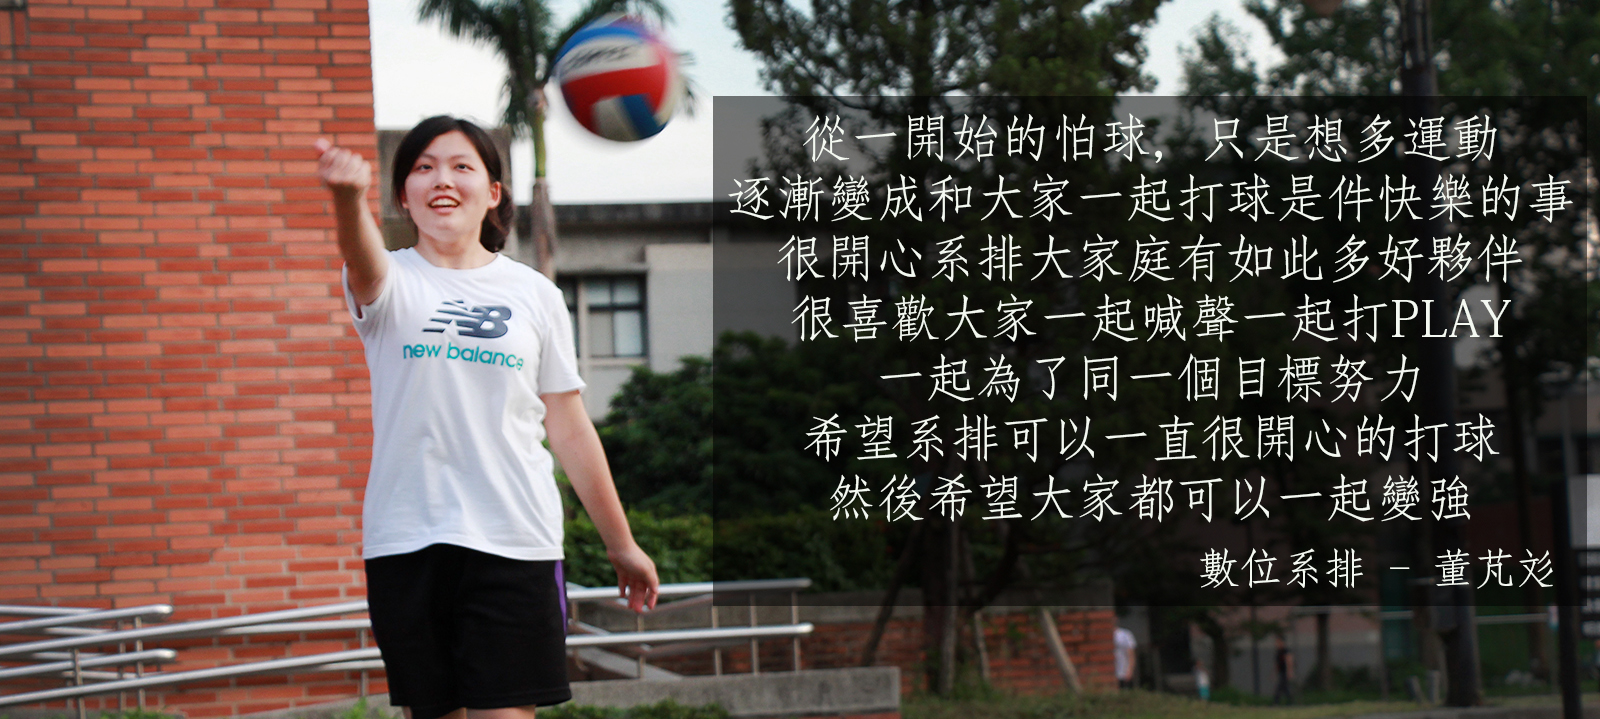 從一開始的怕球，只是想多運動
逐漸變成和大家一起打球是件快樂的事
很開心系排大家庭有如此多好夥伴
很喜歡大家一起喊聲一起打PLAY
一起為了同一個目標努力
希望系排可以一直很開心的打球
然後希望大家都可以一起變強
數位系排 - 董芃彣
NB
new balance